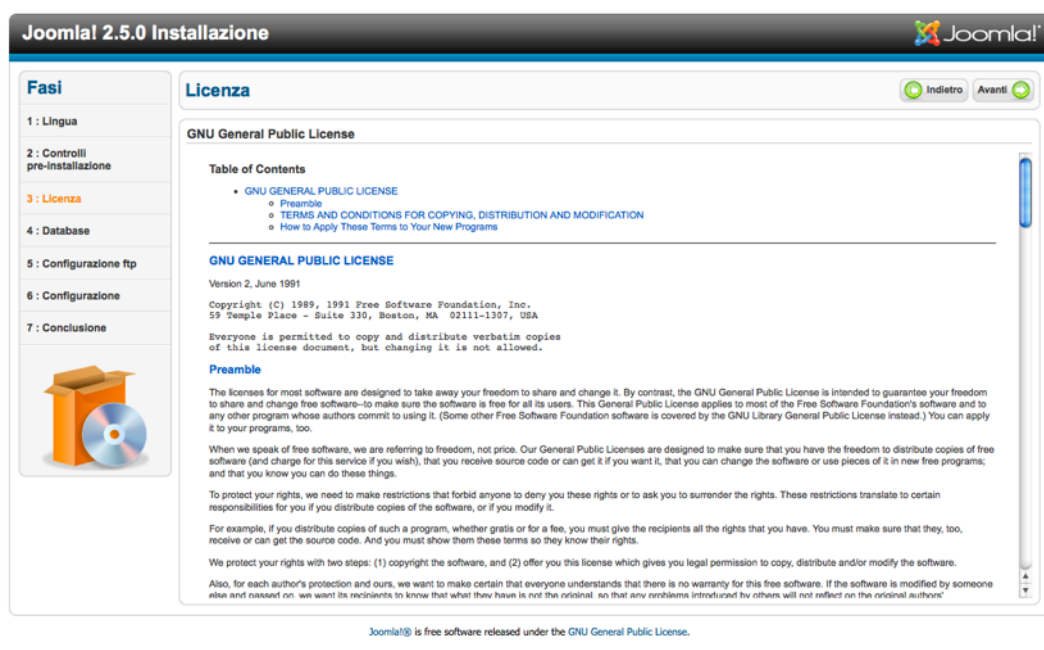 Joomla! 2.5.0 Installazione
Joomla!
Fasi
1 : Lingua
2 : Controlli
pre-installazione
3 : Licenza
4 : Database
5 : Configurazione ftp
6 : Configurazione
7 : Conclusione
Licenza
Indietro
Avanti
GNU General Public License
Table of Contents
GNU GENERAL PUBLIC LICENSE
Preamble
TERMS AND CONDITIONS FOR COPYING, DISTRIBUTION AND MODIFICATION
How to Apply These Terms to Your New Programs
GNU GENERAL PUBLIC LICENSE
Version 2, June 1991
Copyright (C) 1989, 1991 Free Software Foundation, Inc.
59 Temple Place - Suite 330, Boston, MA 02111-1307, USA
Everyone is permitted to copy and distribute verbatim copies
of this license document, but changing it is not allowed.
Preamble
The licenses for most software are designed to take away your freedom to share and change it. By contrast, the GNU General Public License is intended to guarantee your freedom
to share and change free software--to make sure the software is free for all its users. This General Public License applies to most of the Free Software Foundation's software and to
any other program whose authors commit to using it. (Some other Free Software Foundation software is covered by the GNU Library General Public License instead.) You can apply
it to your programs, too.
When we speak of free software, we are referring to freedom, not price. Our General Public Licenses are designed to make sure that you have the freedom to distribute copies of free
software (and charge for this service if you wish), that you receive source code or can get it if you want it, that you can change the software or use pieces of it in new free programs;
and that you know you can do these things.
To protect your rights, we need to make restrictions that forbid anyone to deny you these rights or to ask you to surrender the rights. These restrictions translate to certain
responsibilities for you if you distribute copies of the software, or if you modify it.
For example, if you distribute copies of such a program, whether gratis or for a fee, you must give the recipients all the rights that you have. You must make sure that they, too,
receive or can get the source code. And you must show them these terms so they know their rights.
We protect your rights with two steps: (1) copyright the software, and (2) offer you this license which gives you legal permission to copy, distribute and/or modify the software.
Also, for each author's protection and ours, we want to make certain that everyone understands that there is no warranty for this free software. If the software is modified by someone
else and passed on, we want its recipients to know that what they have is not the original, so that any problems introduced by others will not reflect on the original authors'
Joomla!® is free software released under the GNU General Public License.